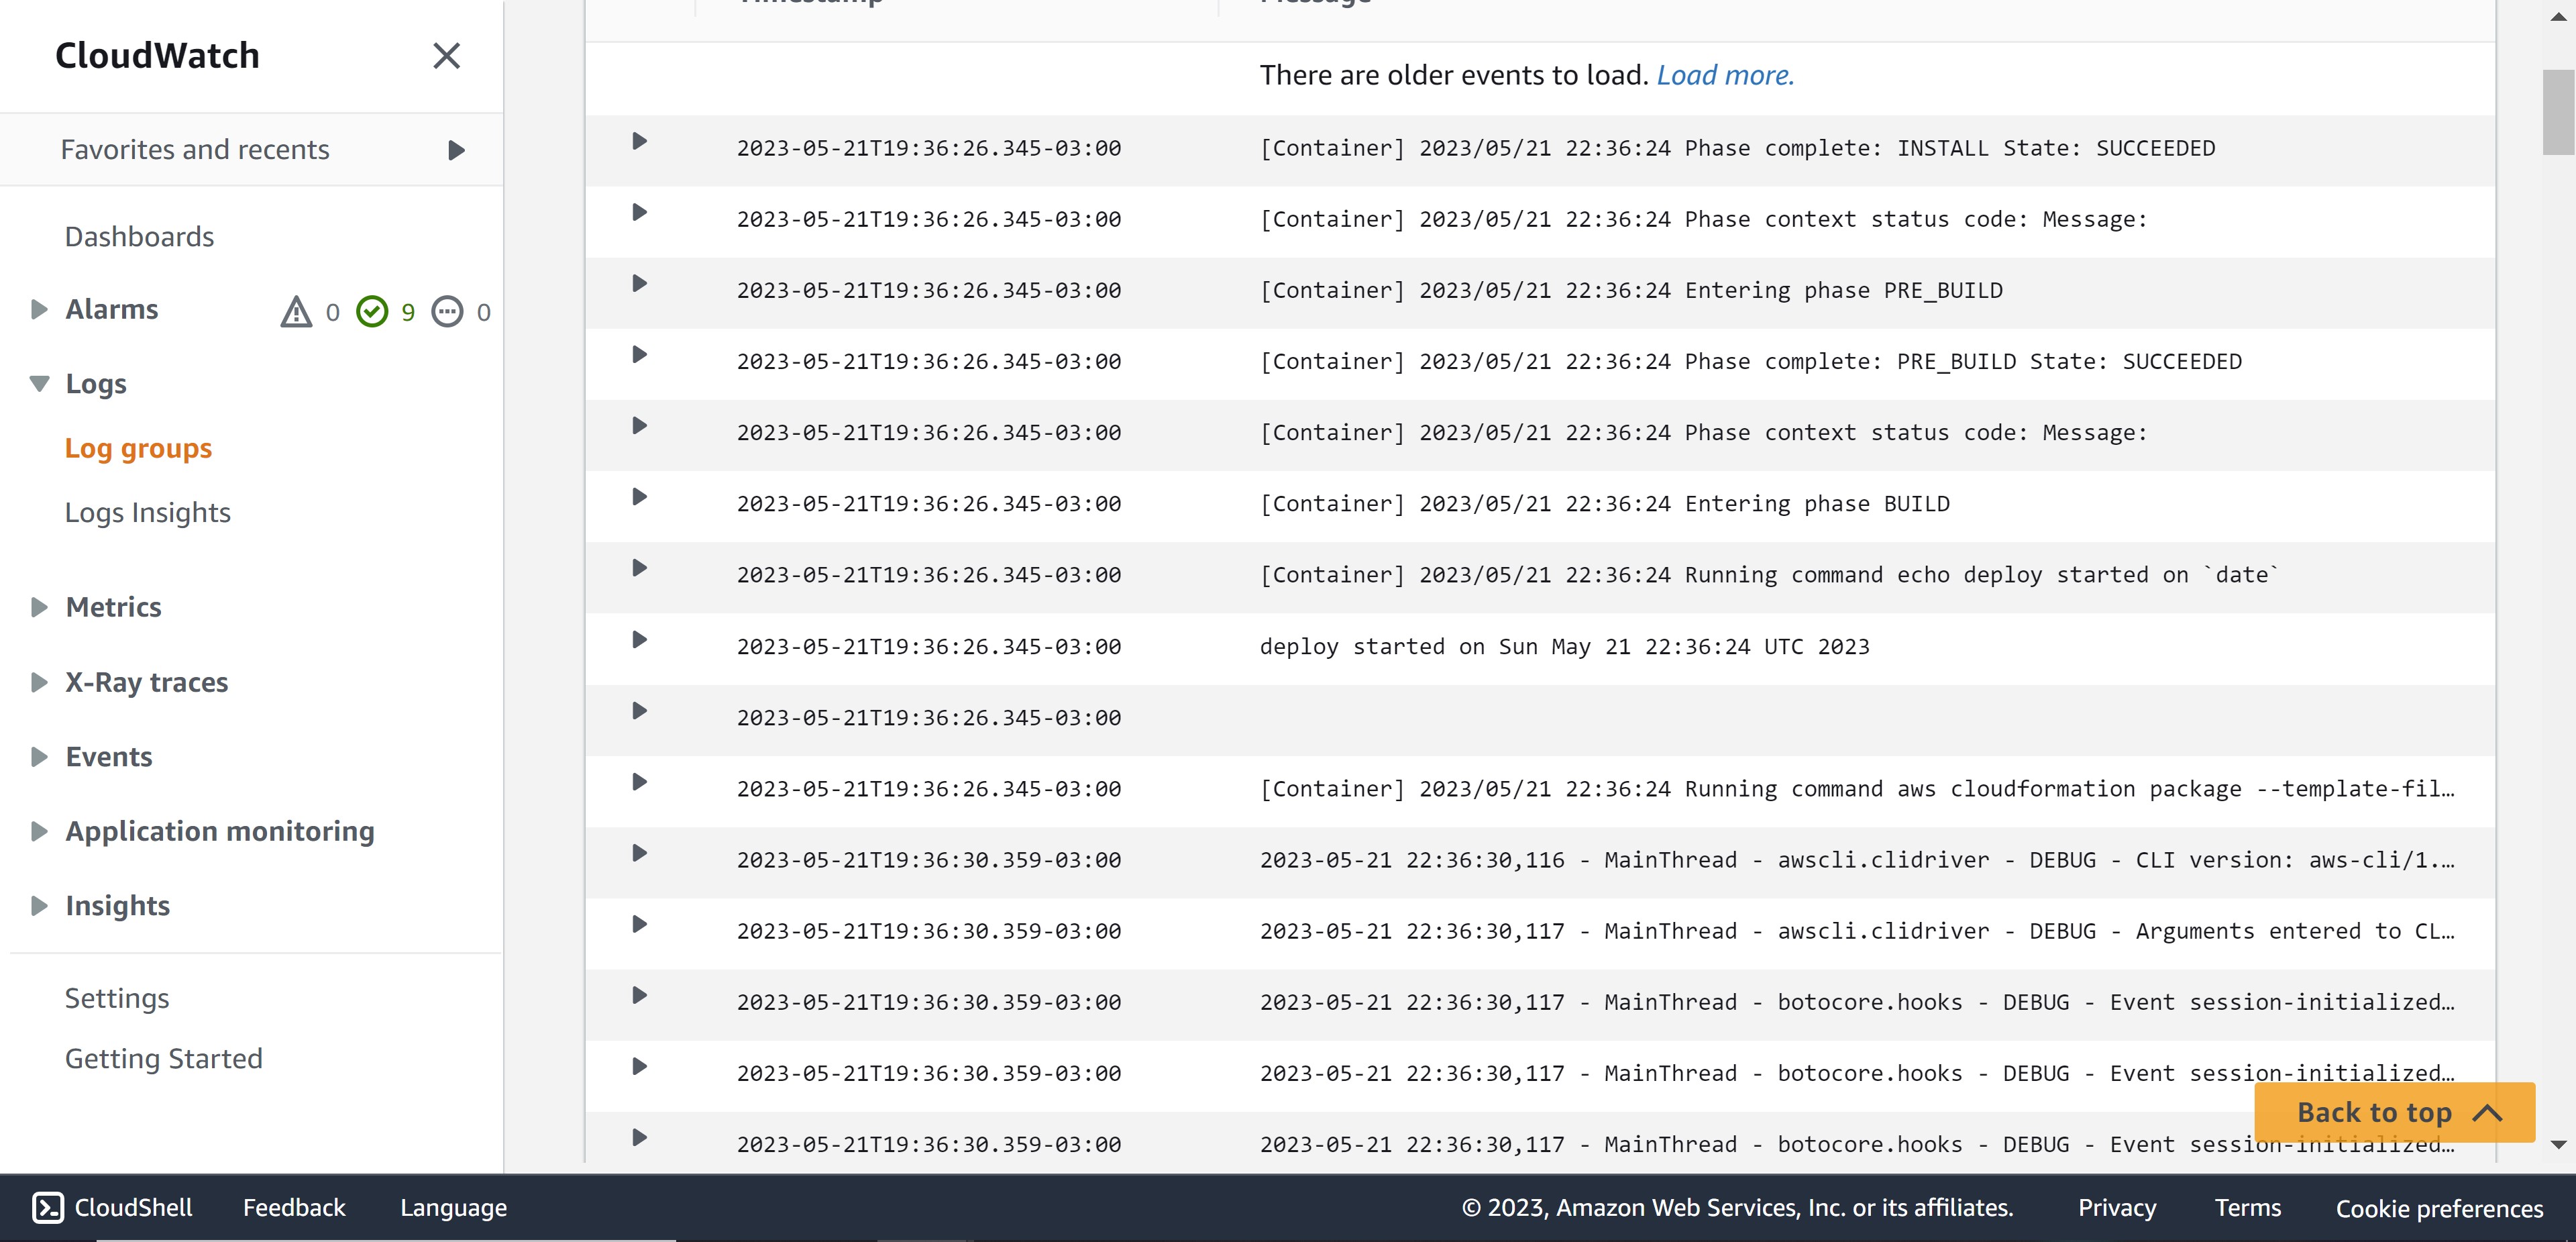 Timestamp Message
CloudWatch
Favorites and recents
Dashboards
Alarms 0 9 0
Logs
Log groups
Logs Insights
Metrics
X-Ray traces
Events
Application monitoring
Insights
Settings
Getting Started
There are older events to load. Load more.
2023-05-21T19:36:26.345-03:00 [Container] 2023/05/21 22:36:24 Phase complete: INSTALL State: SUCCEEDED
2023-05-21T19:36:26.345-03:00 [Container] 2023/05/21 22:36:24 Phase context status code: Message:
2023-05-21T19:36:26.345-03:00 [Container] 2023/05/21 22:36:24 Entering phase PRE_BUILD
2023-05-21T19:36:26.345-03:00 [Container] 2023/05/21 22:36:24 Phase complete: PRE_BUILD State: SUCCEEDED
2023-05-21T19:36:26.345-03:00 [Container] 2023/05/21 22:36:24 Phase context status code: Message:
2023-05-21T19:36:26.345-03:00 [Container] 2023/05/21 22:36:24 Entering phase BUILD
2023-05-21T19:36:26.345-03:00 [Container] 2023/05/21 22:36:24 Running command echo deploy started on `date`
2023-05-21T19:36:26.345-03:00 deploy started on Sun May 21 22:36:24 UTC 2023
2023-05-21T19:36:26.345-03:00
2023-05-21T19:36:26.345-03:00 [Container] 2023/05/21 22:36:24 Running command aws cloudformation package --template-fil…
2023-05-21T19:36:30.359-03:00 2023-05-21 22:36:30,116 - MainThread - awscli.clidriver - DEBUG - CLI version: aws-cli/1.…
2023-05-21T19:36:30.359-03:00 2023-05-21 22:36:30,117 - MainThread - awscli.clidriver - DEBUG - Arguments entered to CL…
2023-05-21T19:36:30.359-03:00 2023-05-21 22:36:30,117 - MainThread - botocore.hooks - DEBUG - Event session-initialized…
2023-05-21T19:36:30.359-03:00 2023-05-21 22:36:30,117 - MainThread - botocore.hooks - DEBUG - Event session-initialized…
2023-05-21T19:36:30.359-03:00 2023-05-21 22:36:30,117 - MainThread - botocore.hooks - DEBUG - Event session-initialized…
Back to top
CloudShell Feedback Language © 2023, Amazon Web Services, Inc. or its affiliates. Privacy Terms Cookie preferences